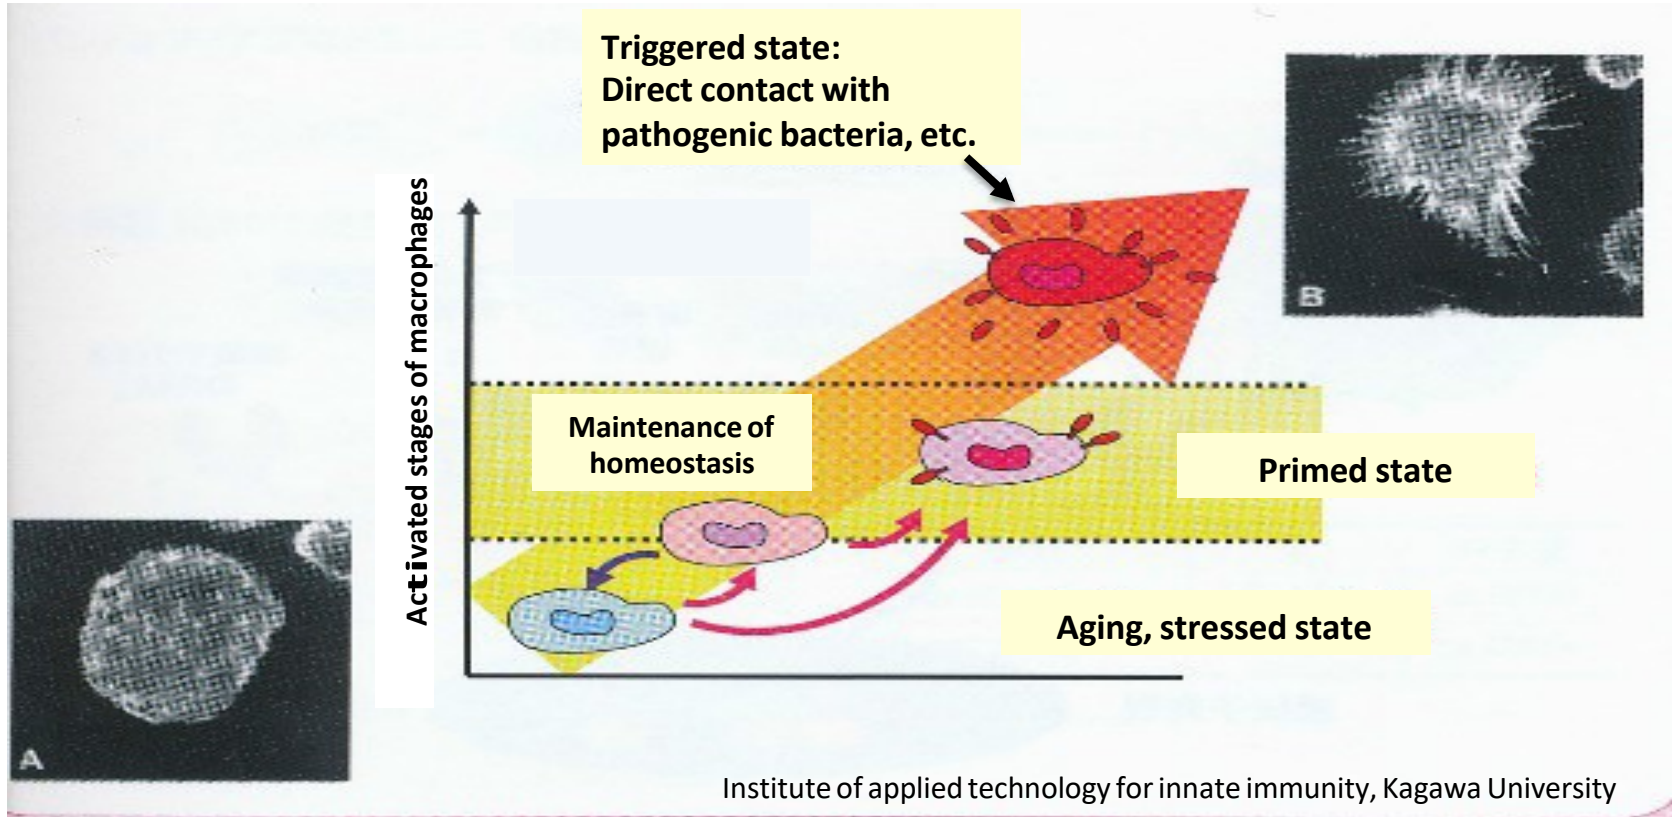 Triggered state:
Direct contact with
pathogenic bacteria, etc.
Activated stages of macrophages
B
Maintenance of
homeostasis
Primed state
Aging, stressed state
A
Institute of applied technology for innate immunity, Kagawa University